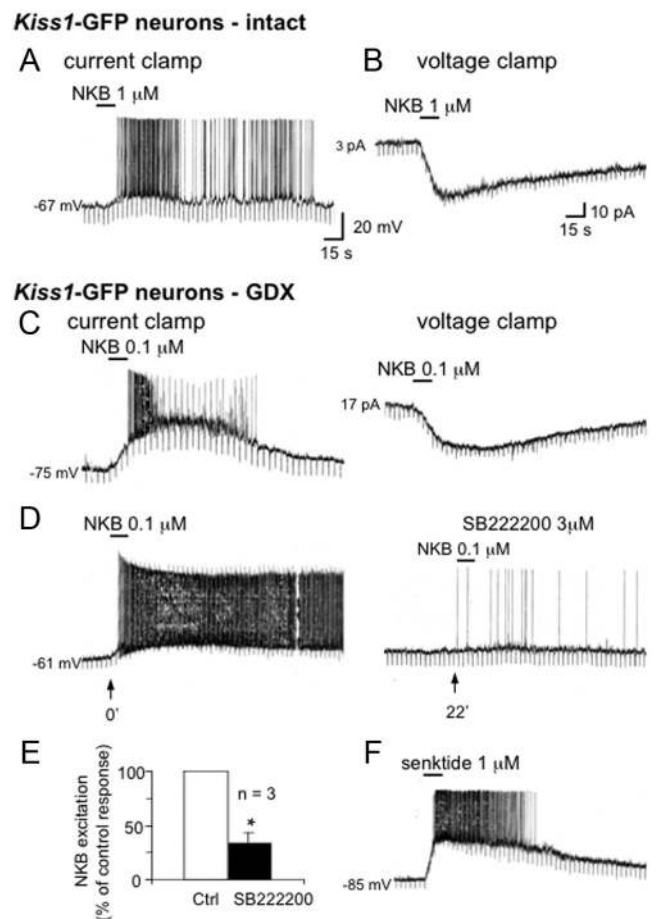 Kiss1-GFP neurons - intact
A current clamp
NKB 1 μM
-67 mV
20 mV
15 s
B voltage clamp
NKB 1 μM
3 pA
10 pA
15 s
Kiss1-GFP neurons - GDX
C current clamp
NKB 0.1 μM
-75 mV
voltage clamp
NKB 0.1 μM
17 pA
D
NKB 0.1 μM
-61 mV
0'
SB222200 3μM
NKB 0.1 μM
22'
E
NKB excitation
(% of control response)
100
50
0
n = 3
*
Ctrl SB222200
F
senktide 1 μM
-85 mV